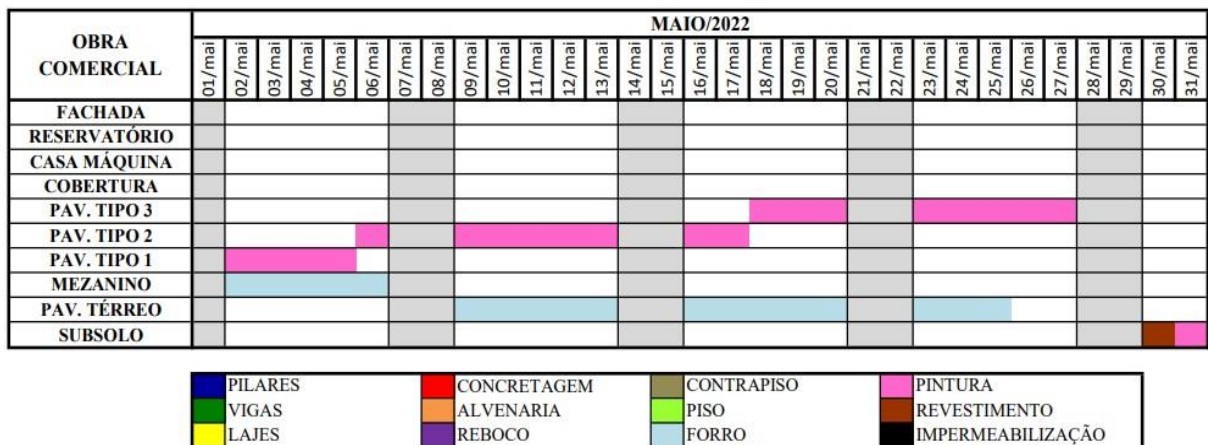 OBRA COMERCIAL
MAIO/2022
01/mai 02/mai 03/mai 04/mai 05/mai 06/mai 07/mai 08/mai 09/mai 10/mai 11/mai 12/mai 13/mai 14/mai 15/mai 16/mai 17/mai 18/mai 19/mai 20/mai 21/mai 22/mai 23/mai 24/mai 25/mai 26/mai 27/mai 28/mai 29/mai 30/mai 31/mai
FACHADA
RESERVATÓRIO
CASA MÁQUINA
COBERTURA
PAV. TIPO 3
PAV. TIPO 2
PAV. TIPO 1
MEZANINO
PAV. TÉRREO
SUBSOLO
PILARES CONCRETAGEM CONTRAPISO PINTURA
VIGAS ALVENARIA PISO REVESTIMENTO
LAJES REBOCO FORRO IMPERMEABILIZAÇÃO